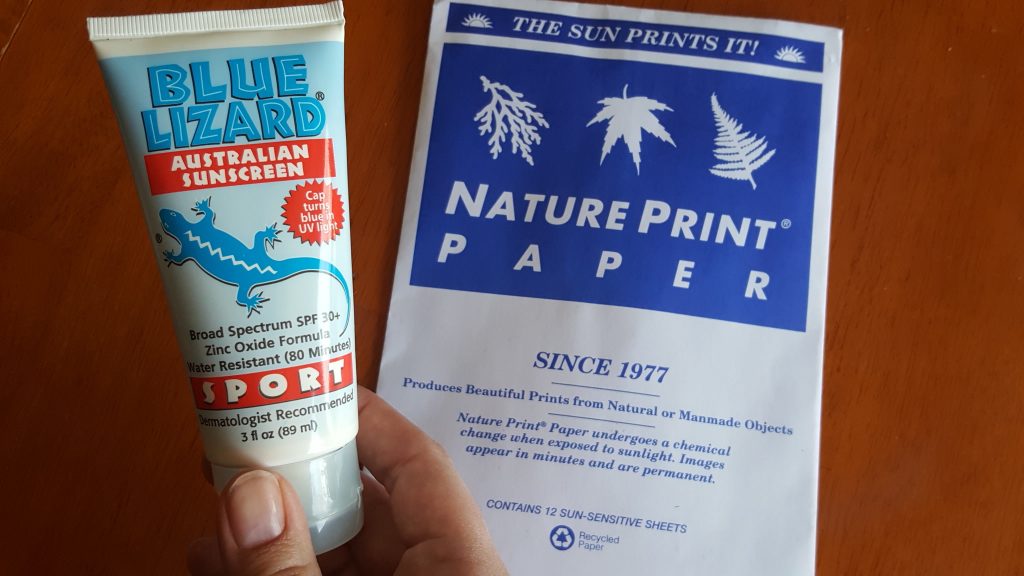 BLUE
LIZARD®
AUSTRALIAN
SUNSCREEN
Cap
turns
blue in
UV light
®
Broad Spectrum SPF 30+
Zinc Oxide Formula
Water Resistant (80 Minutes)
SPORT
Dermatologist Recommended
3 fl oz (89 ml)
THE SUN PRINTS IT!
NATURE PRINT®
PAPER
SINCE 1977
Produces Beautiful Prints from Natural or Manmade Objects
Nature Print® Paper undergoes a chemical
change when exposed to sunlight. Images
appear in minutes and are permanent.
CONTAINS 12 SUN-SENSITIVE SHEETS
Recycled
Paper